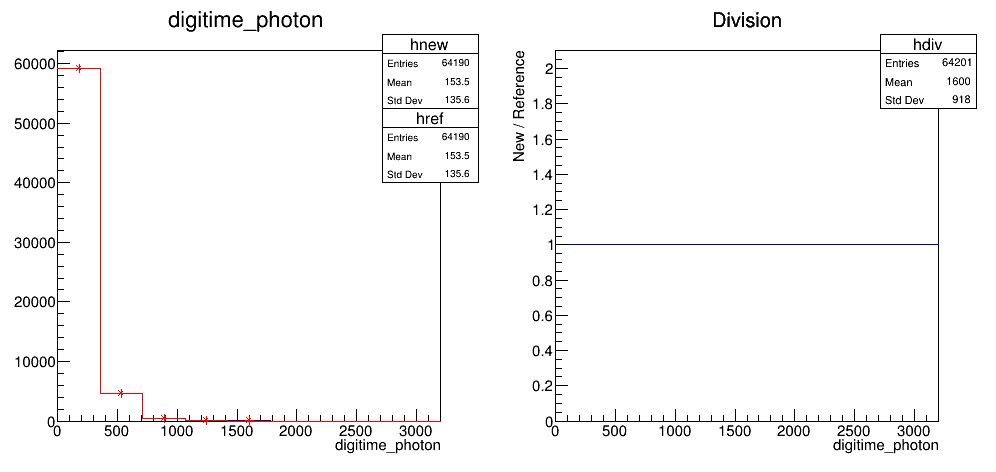 digitime_photon
hnew
Entries 64190
Mean 153.5
Std Dev 135.6
href
Entries 64190
Mean 153.5
Std Dev 135.6
60000
50000
40000
30000
20000
10000
0
0 500 1000 1500 2000 2500 3000
digitime_photon
Division
hdiv
Entries 64201
Mean 1600
Std Dev 918
New / Reference
2
1.8
1.6
1.4
1.2
1
0.8
0.6
0.4
0.2
0
0 500 1000 1500 2000 2500 3000
digitime_photon